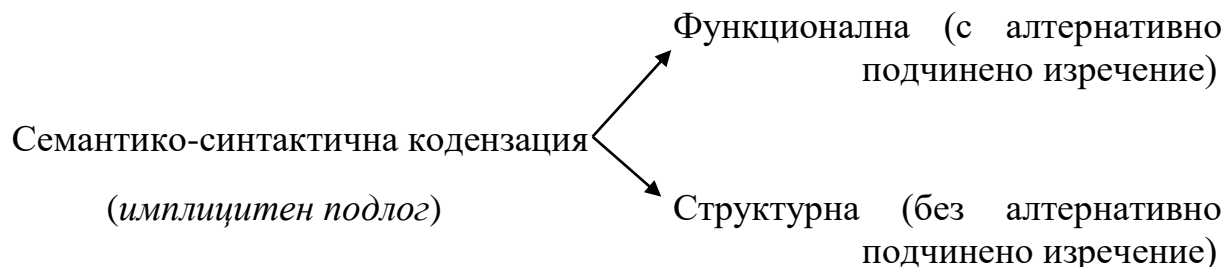 Функционална (с алтернативно
подчинено изречение)
Семантико-синтактична кодензация
(имплицитен подлог)
Структурна (без алтернативно
подчинено изречение)